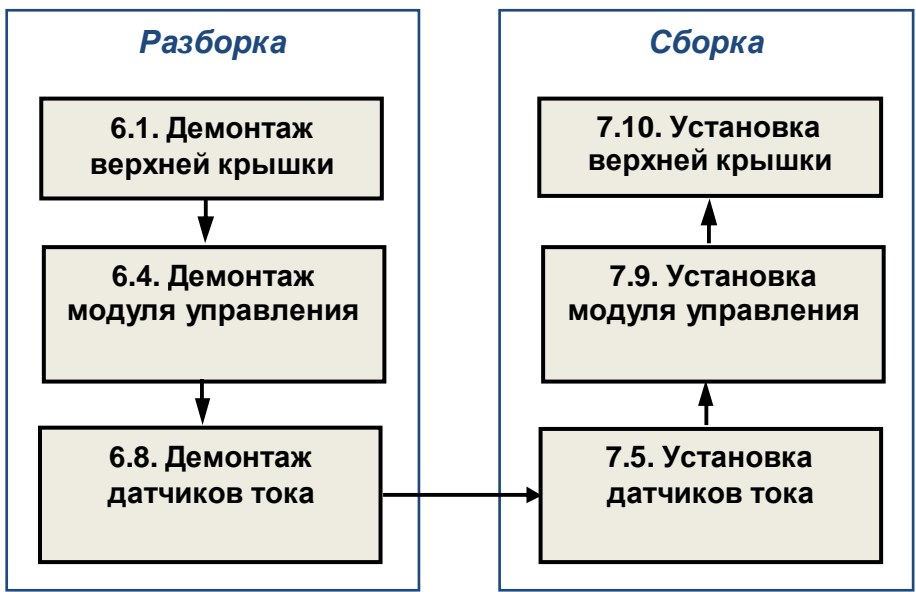 Разборка
6.1. Демонтаж
верхней крышки
6.4. Демонтаж
модуля управления
6.8. Демонтаж
датчиков тока
Сборка
7.10. Установка
верхней крышки
7.9. Установка
модуля управления
7.5. Установка
датчиков тока